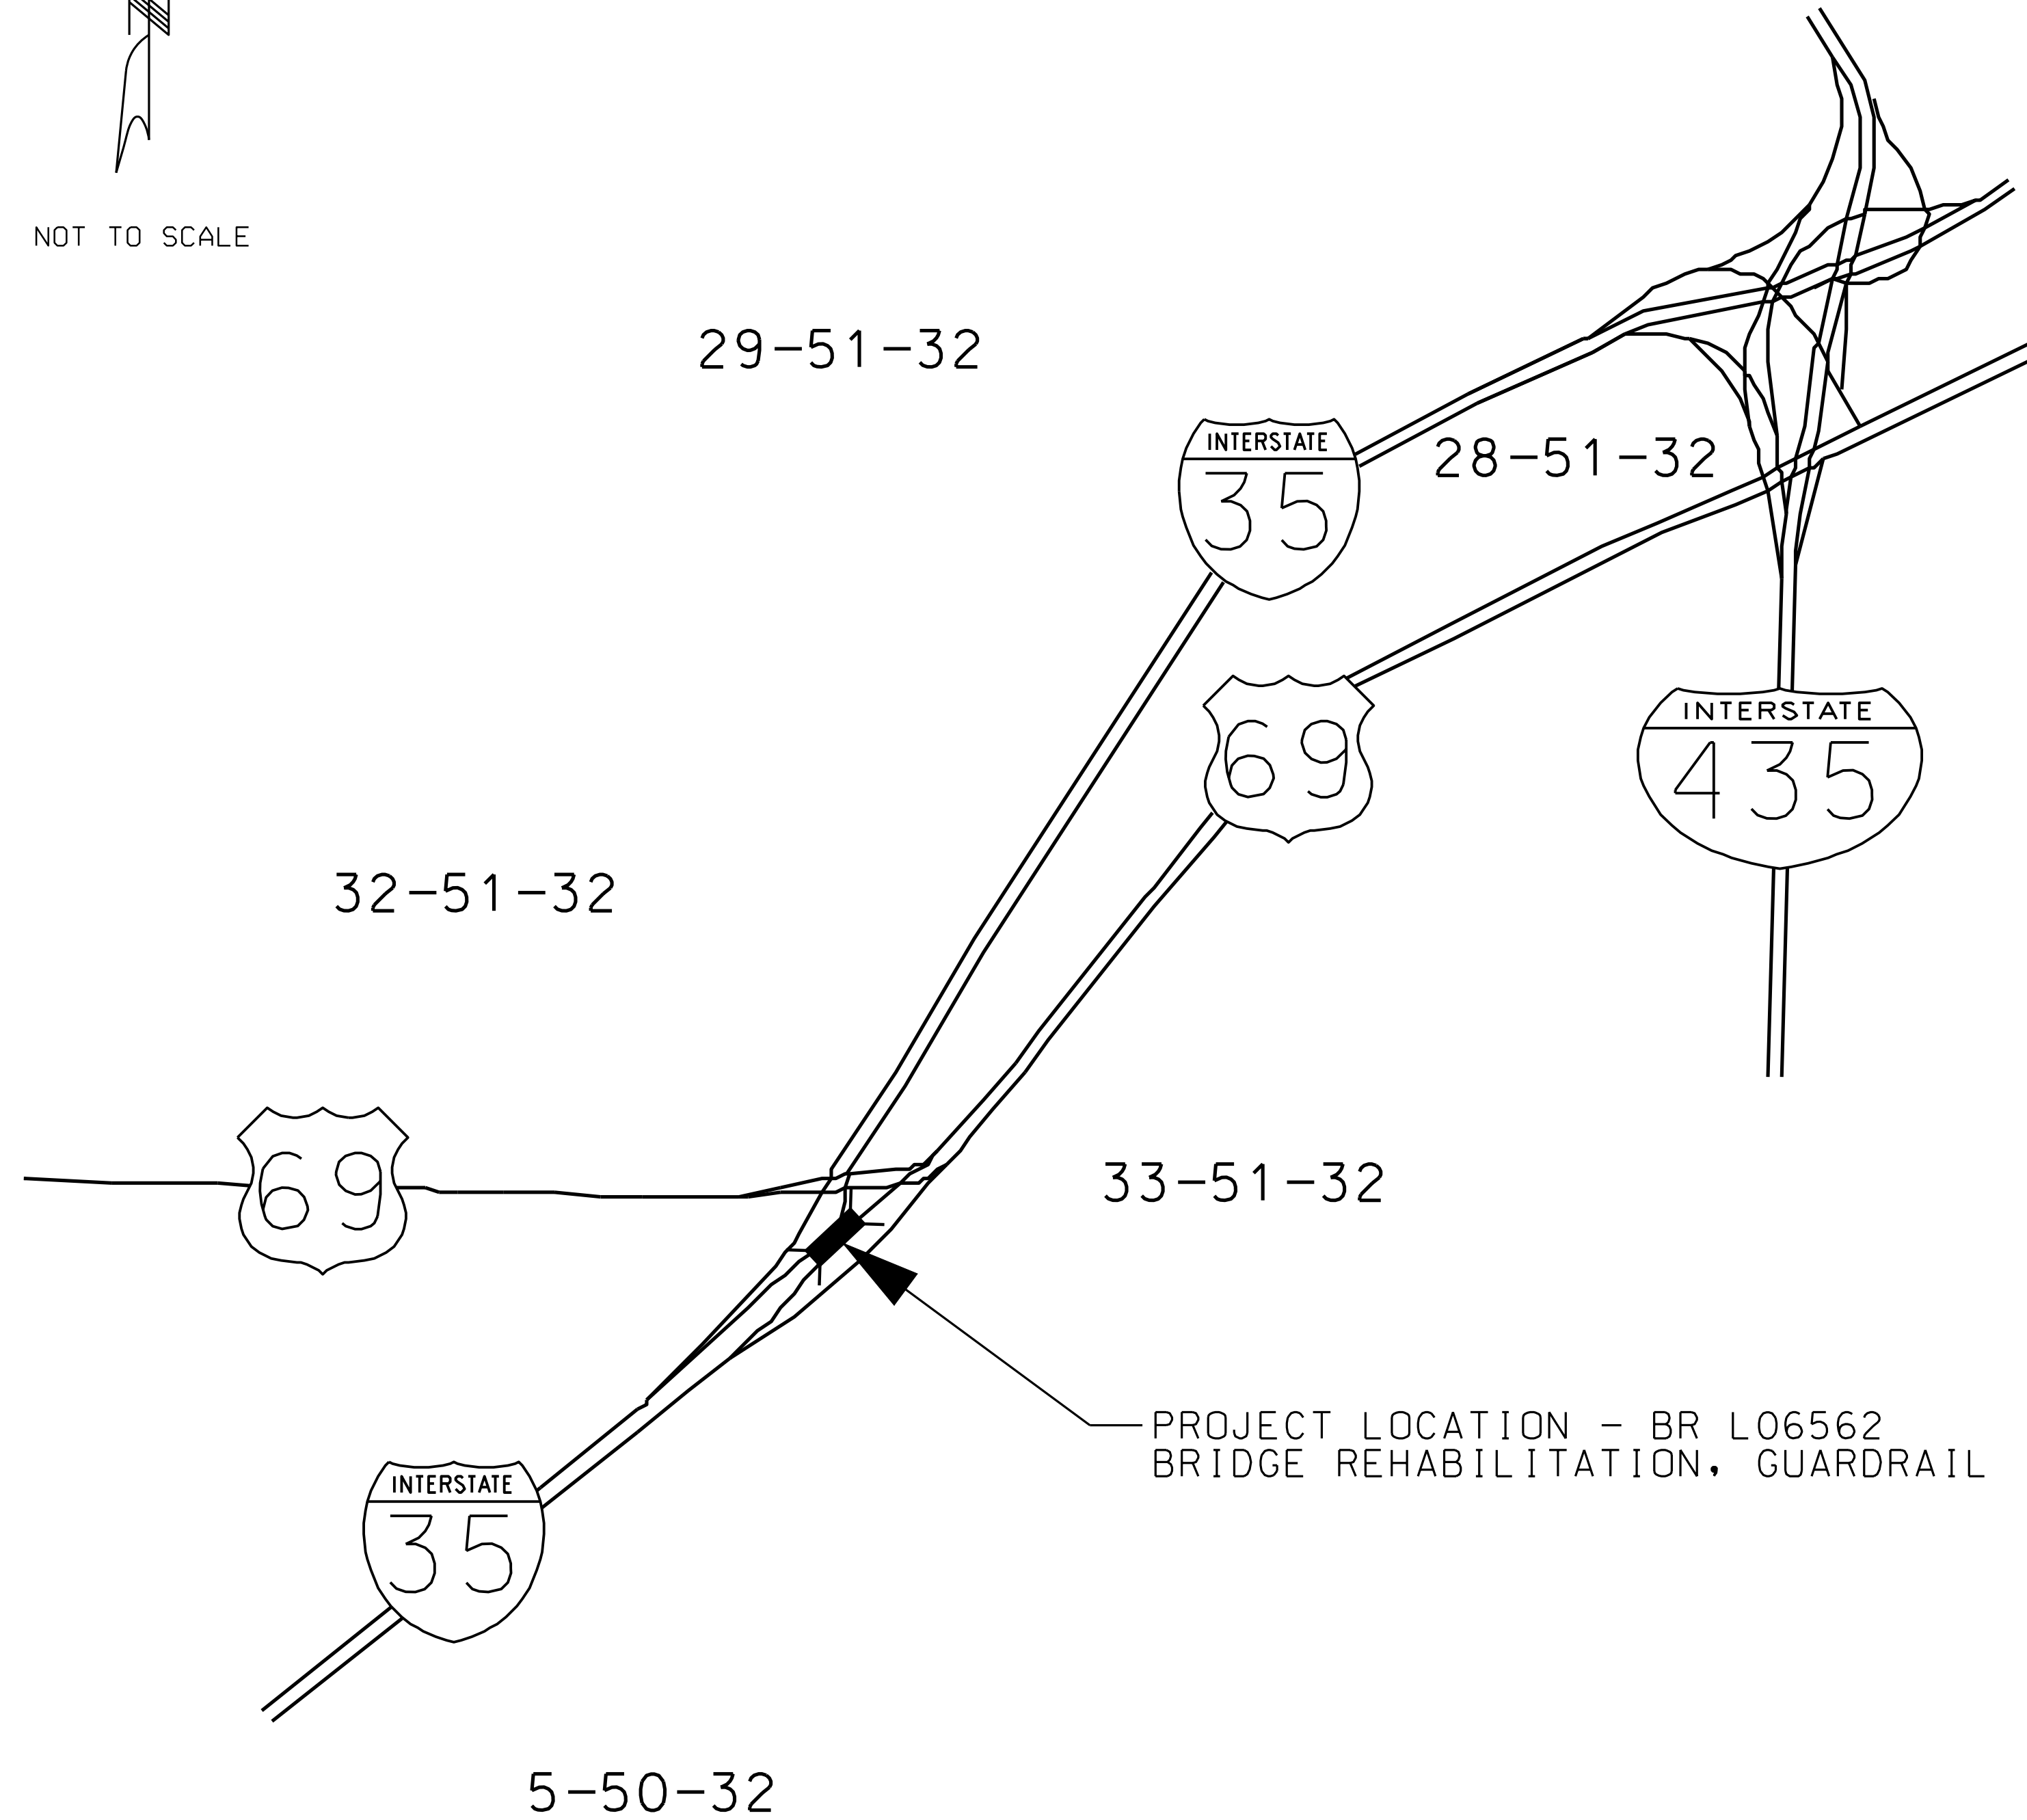 N
NOT TO SCALE
29-51-32
INTERSTATE
35
28-51-32
69
INTERSTATE
435
32-51-32
69
33-51-32
PROJECT LOCATION - BR L06562
BRIDGE REHABILITATION, GUARDRAIL
INTERSTATE
35
5-50-32